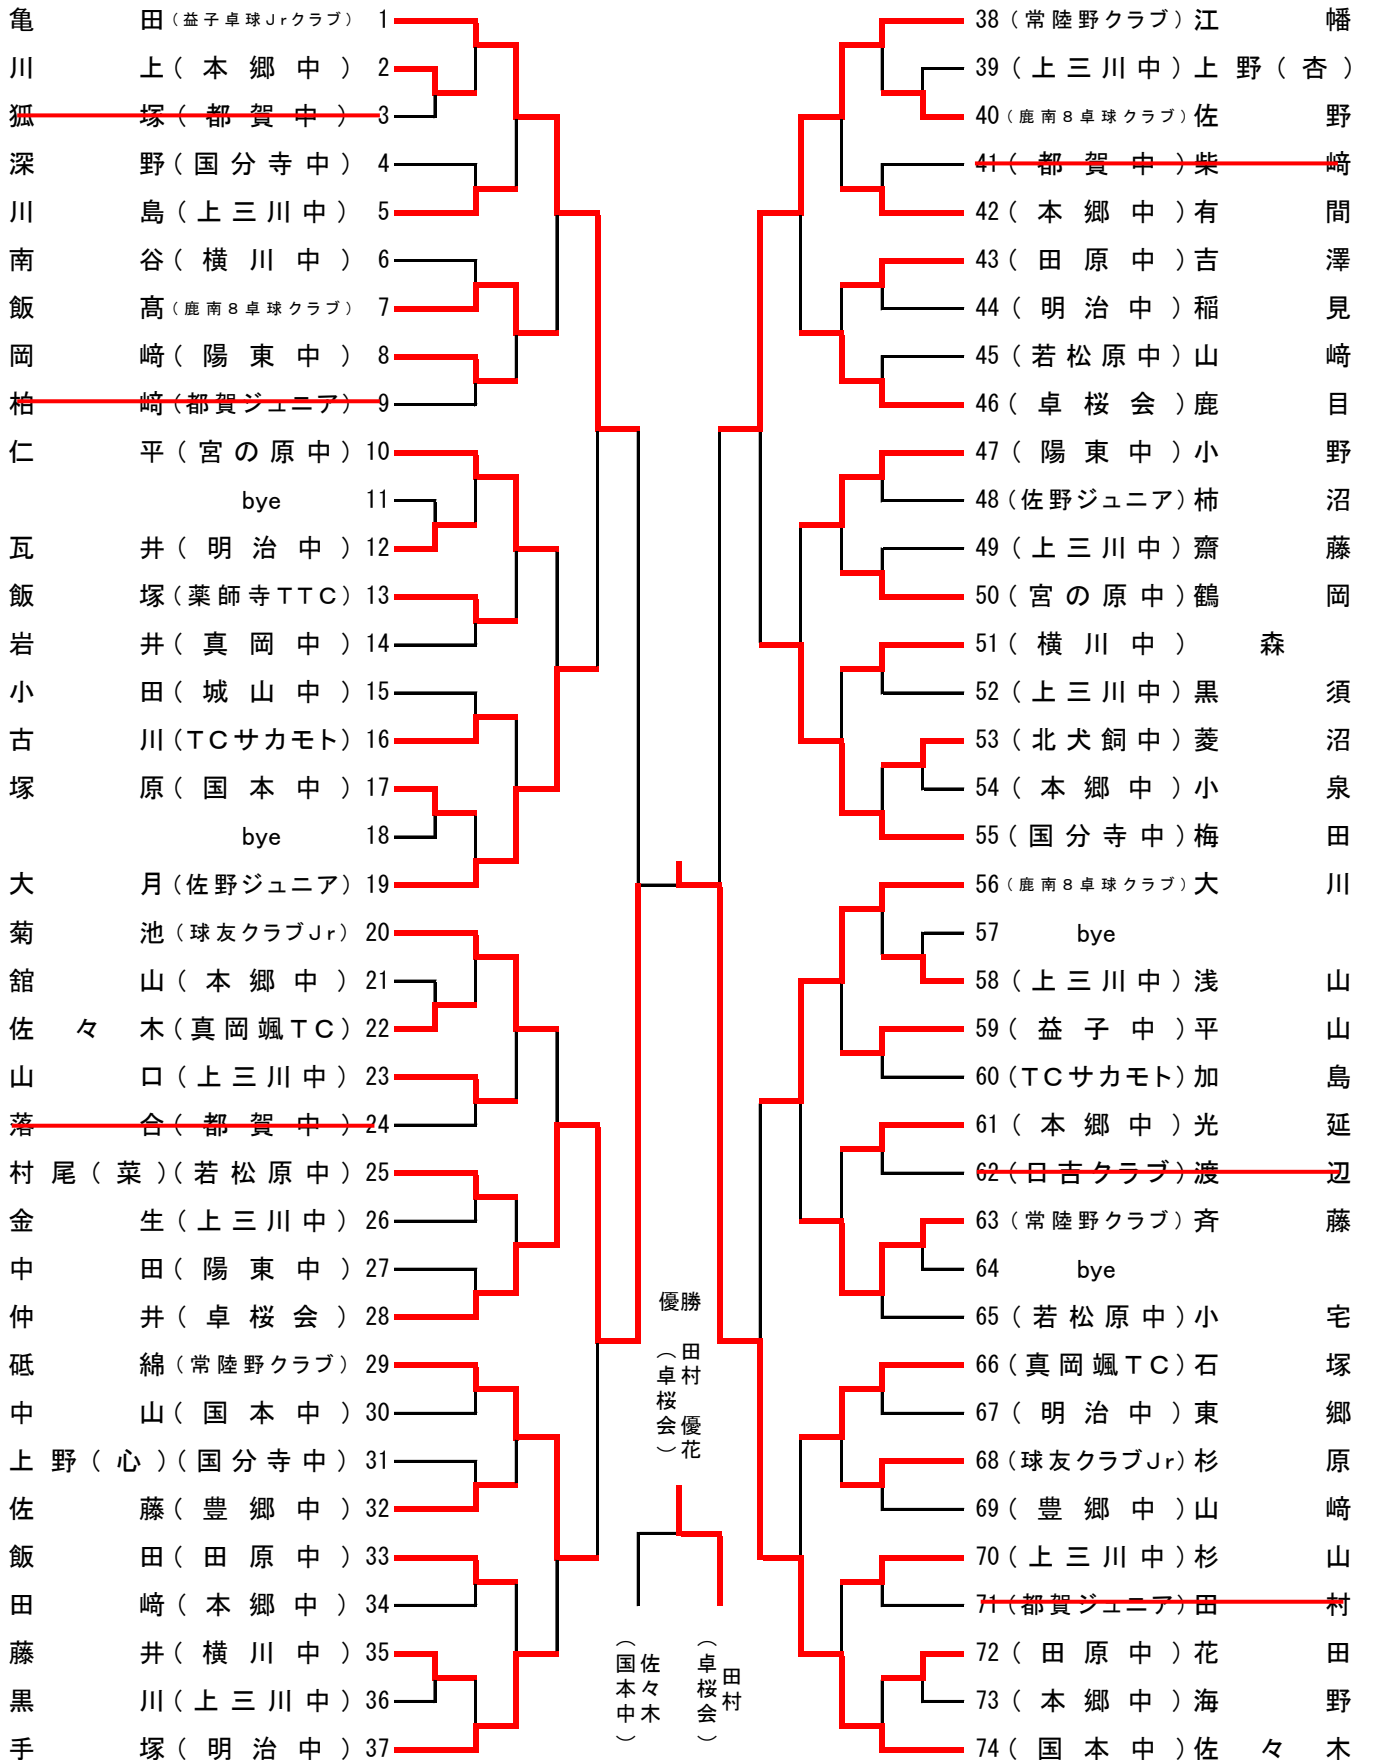 亀田(益子卓球Jrクラブ) 1
川上(本郷中) 2
狐塚(都賀中) 3
深野(国分寺中) 4
川島(上三川中) 5
南谷(横川中) 6
飯髙(鹿南8卓球クラブ) 7
岡﨑(陽東中) 8
柏﨑(都賀ジュニア) 9
仁平(宮の原中) 10
bye 11
瓦井(明治中) 12
飯塚(薬師寺TTC) 13
岩井(真岡中) 14
小田(城山中) 15
古川(TCサカモト) 16
塚原(国本中) 17
bye 18
大月(佐野ジュニア) 19
菊池(球友クラブJr) 20
舘山(本郷中) 21
佐々木(真岡颯TC) 22
山口(上三川中) 23
落合(都賀中) 24
村尾(菜)(若松原中) 25
金生(上三川中) 26
中田(陽東中) 27
仲井(卓桜会) 28
砥綿(常陸野クラブ) 29
中山(国本中) 30
上野(心)(国分寺中) 31
佐藤(豊郷中) 32
飯田(田原中) 33
田﨑(本郷中) 34
藤井(横川中) 35
黒川(上三川中) 36
手塚(明治中) 37
優勝
田村 優花
(卓桜会)
佐々木
(国本中)
田村
(卓桜会)
38 (常陸野クラブ) 江幡
39 (上三川中) 上野(杏)
40 (鹿南8卓球クラブ) 佐野
41 (都賀中) 柴﨑
42 (本郷中) 有間
43 (田原中) 吉澤
44 (明治中) 稲見
45 (若松原中) 山﨑
46 (卓桜会) 鹿目
47 (陽東中) 小野
48 (佐野ジュニア) 柿沼
49 (上三川中) 齋藤
50 (宮の原中) 鶴岡
51 (横川中) 森
52 (上三川中) 黒須
53 (北犬飼中) 菱沼
54 (本郷中) 小泉
55 (国分寺中) 梅田
56 (鹿南8卓球クラブ) 大川
57 bye
58 (上三川中) 浅山
59 (益子中) 平山
60 (TCサカモト) 加島
61 (本郷中) 光延
62 (日吉クラブ) 渡辺
63 (常陸野クラブ) 斉藤
64 bye
65 (若松原中) 小宅
66 (真岡颯TC) 石塚
67 (明治中) 東郷
68 (球友クラブJr) 杉原
69 (豊郷中) 山﨑
70 (上三川中) 杉山
71 (都賀ジュニア) 田村
72 (田原中) 花田
73 (本郷中) 海野
74 (国本中) 佐々木